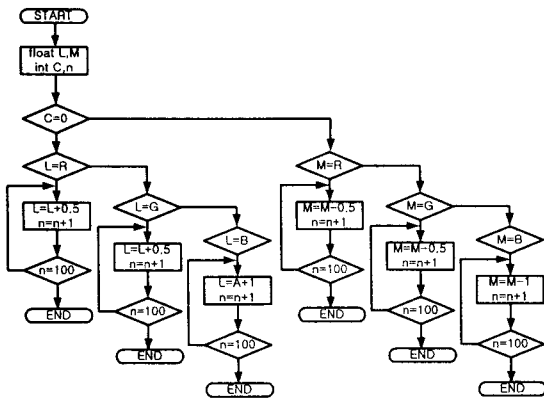 START
float L,M
int C,n
C=0
L=R
M=R
L=L+0.5
n=n+1
L=G
M=M-0.5
n=n+1
M=G
L=L+0.5
n=n+1
L=B
M=M-0.5
n=n+1
M=B
n=100
n=100
L=A+1
n=n+1
M=M-1
n=n+1
END
n=100
END
n=100
n=100
n=100
END
END
END
END